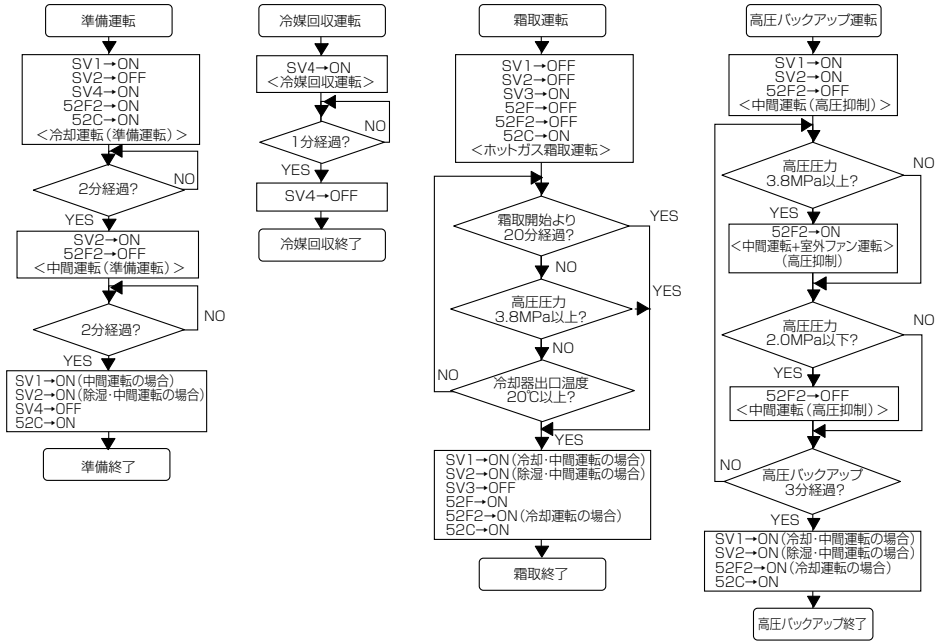 準備運転
SV1→ON
SV2→OFF
SV4→ON
52F2→ON
52C→ON
<冷却運転(準備運転)>
2分経過?
NO
YES
SV2→ON
52F2→OFF
<中間運転(準備運転)>
2分経過?
NO
YES
SV1→ON(中間運転の場合)
SV2→ON(除湿・中間運転の場合)
SV4→OFF
52C→ON
準備終了
冷媒回収運転
SV4→ON
<冷媒回収運転>
1分経過?
NO
YES
SV4→OFF
冷媒回収終了
霜取運転
SV1→OFF
SV2→OFF
SV3→ON
52F→OFF
52F2→OFF
52C→ON
<ホットガス霜取運転>
霜取開始より
20分経過?
YES
NO
高圧圧力
3.8MPa以上?
YES
NO
冷却器出口温度
20℃以上?
NO
YES
SV1→ON(冷却・中間運転の場合)
SV2→ON(除湿・中間運転の場合)
SV3→OFF
52F→ON
52F2→ON(冷却運転の場合)
52C→ON
霜取終了
高圧バックアップ運転
SV1→ON
SV2→ON
52F2→OFF
<中間運転(高圧抑制)>
高圧圧力
3.8MPa以上?
NO
YES
52F2→ON
<中間運転+室外ファン運転>
(高圧抑制)
高圧圧力
2.0MPa以下?
NO
YES
52F2→OFF
<中間運転(高圧抑制)>
高圧バックアップ
3分経過?
NO
YES
SV1→ON(冷却・中間運転の場合)
SV2→ON(除湿・中間運転の場合)
52F2→ON(冷却運転の場合)
52C→ON
高圧バックアップ終了